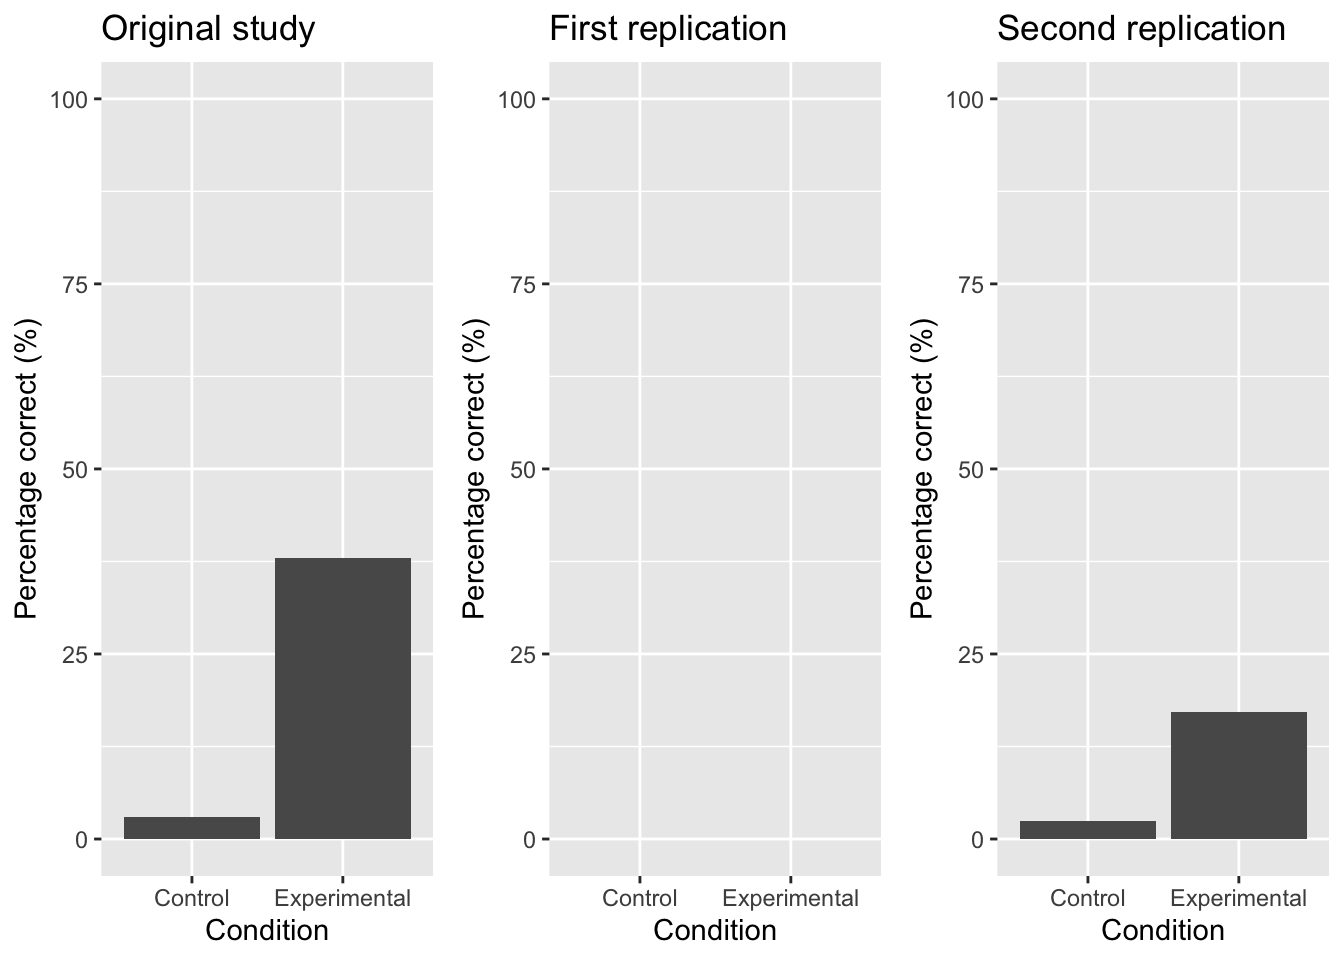 Original study
Percentage correct (%)
100
75
50
25
0
Control Experimental
Condition
First replication
Percentage correct (%)
100
75
50
25
0
Control Experimental
Condition
Second replication
Percentage correct (%)
100
75
50
25
0
Control Experimental
Condition